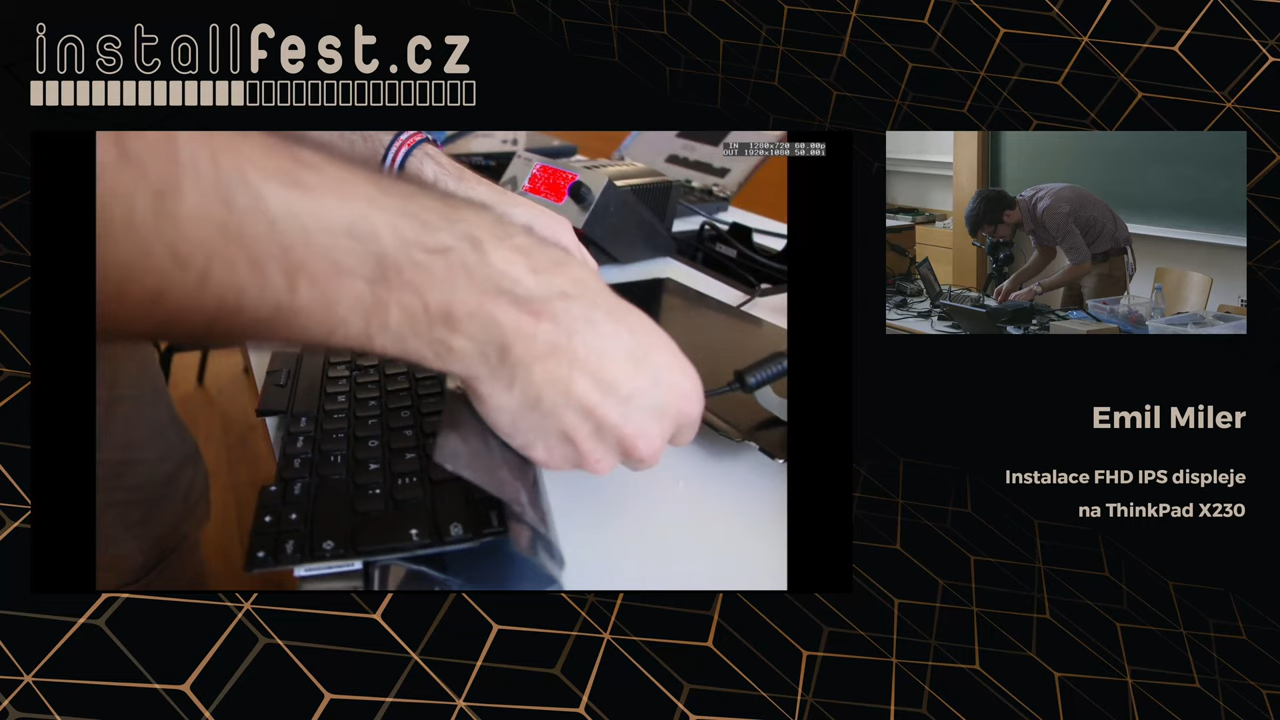 installfest.cz
IN 1280x720 60.00p
OUT 1920x1080 50.00i
Emil Miler
Instalace FHD IPS displeje
na ThinkPad X230